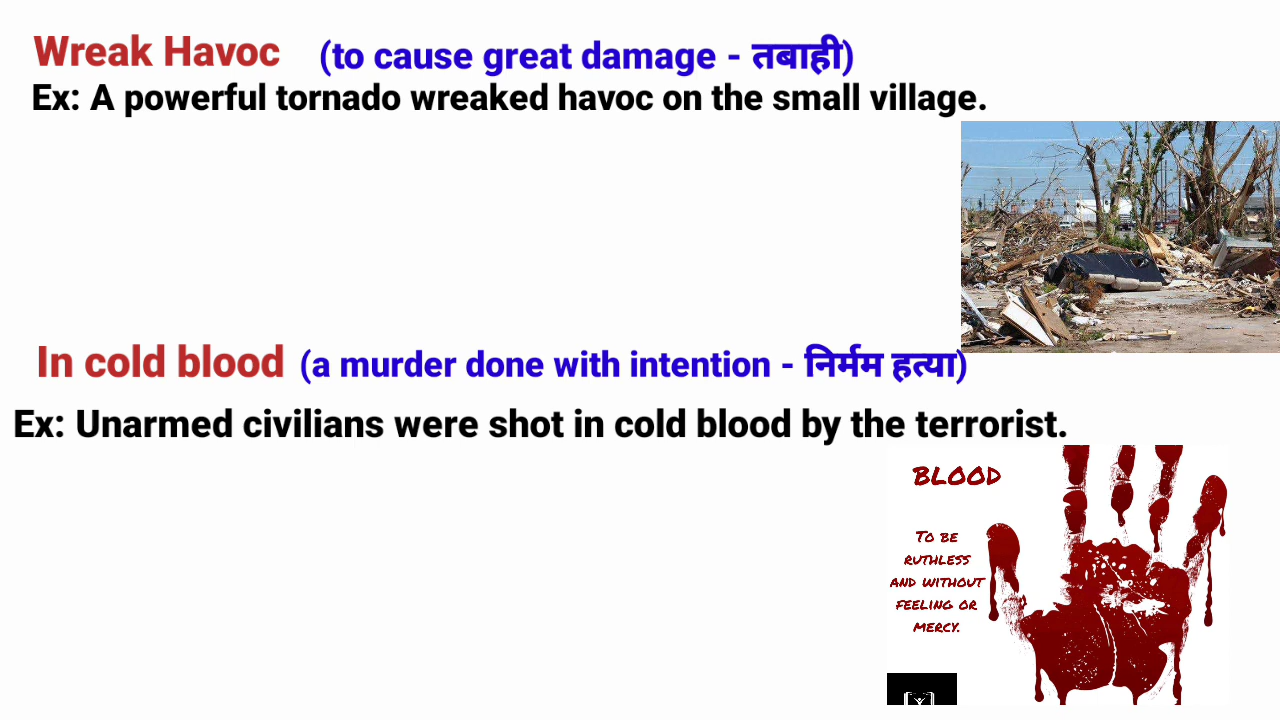 Wreak Havoc (to cause great damage - तबाही)
Ex: A powerful tornado wreaked havoc on the small village.
In cold blood (a murder done with intention - निर्मम हत्या)
Ex: Unarmed civilians were shot in cold blood by the terrorist.
BLOOD
TO BE
RUTHLESS
AND WITHOUT
FEELING OR
MERCY.